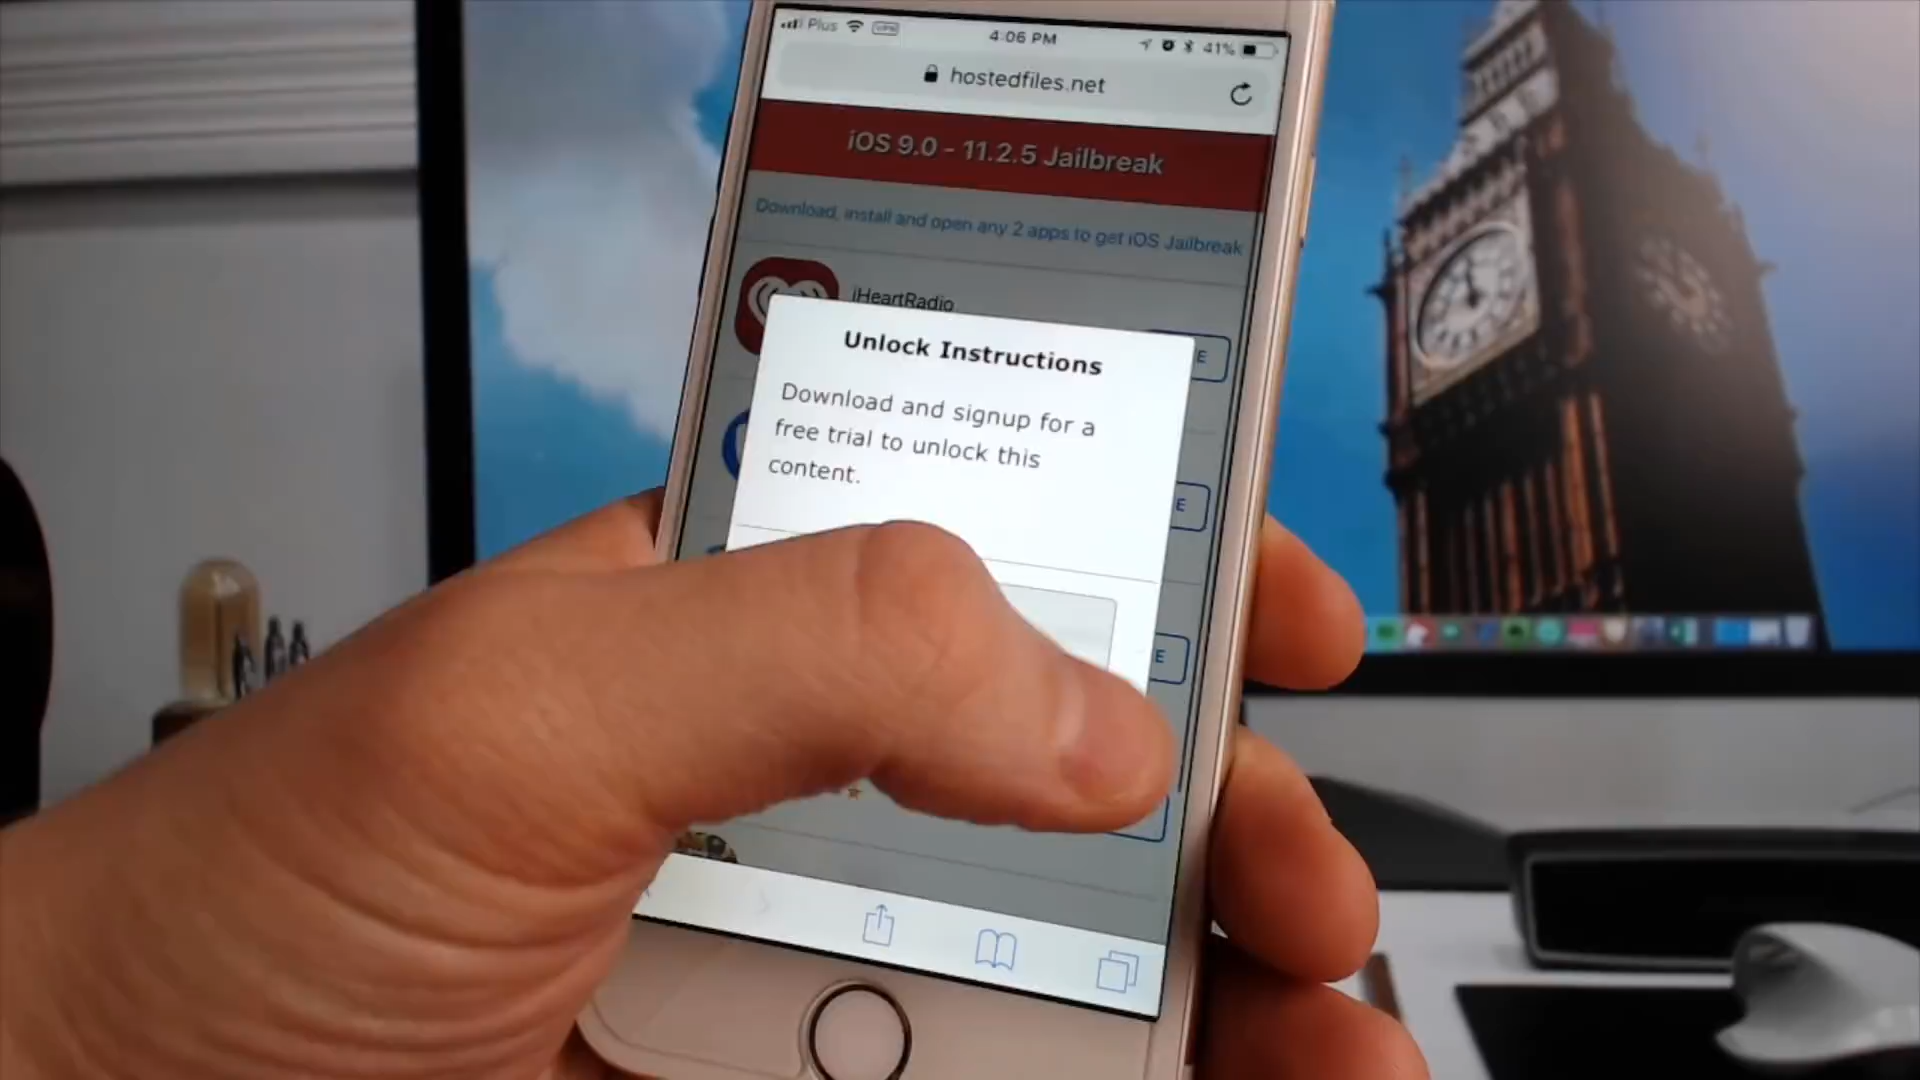 Plus VPN 4:06 PM 41%
hostedfiles.net
iOS 9.0 - 11.2.5 Jailbreak
Download, install and open any 2 apps to get iOS Jailbreak
iHeartRadio
E
Unlock Instructions
Download and signup for a
free trial to unlock this
content.
E
E